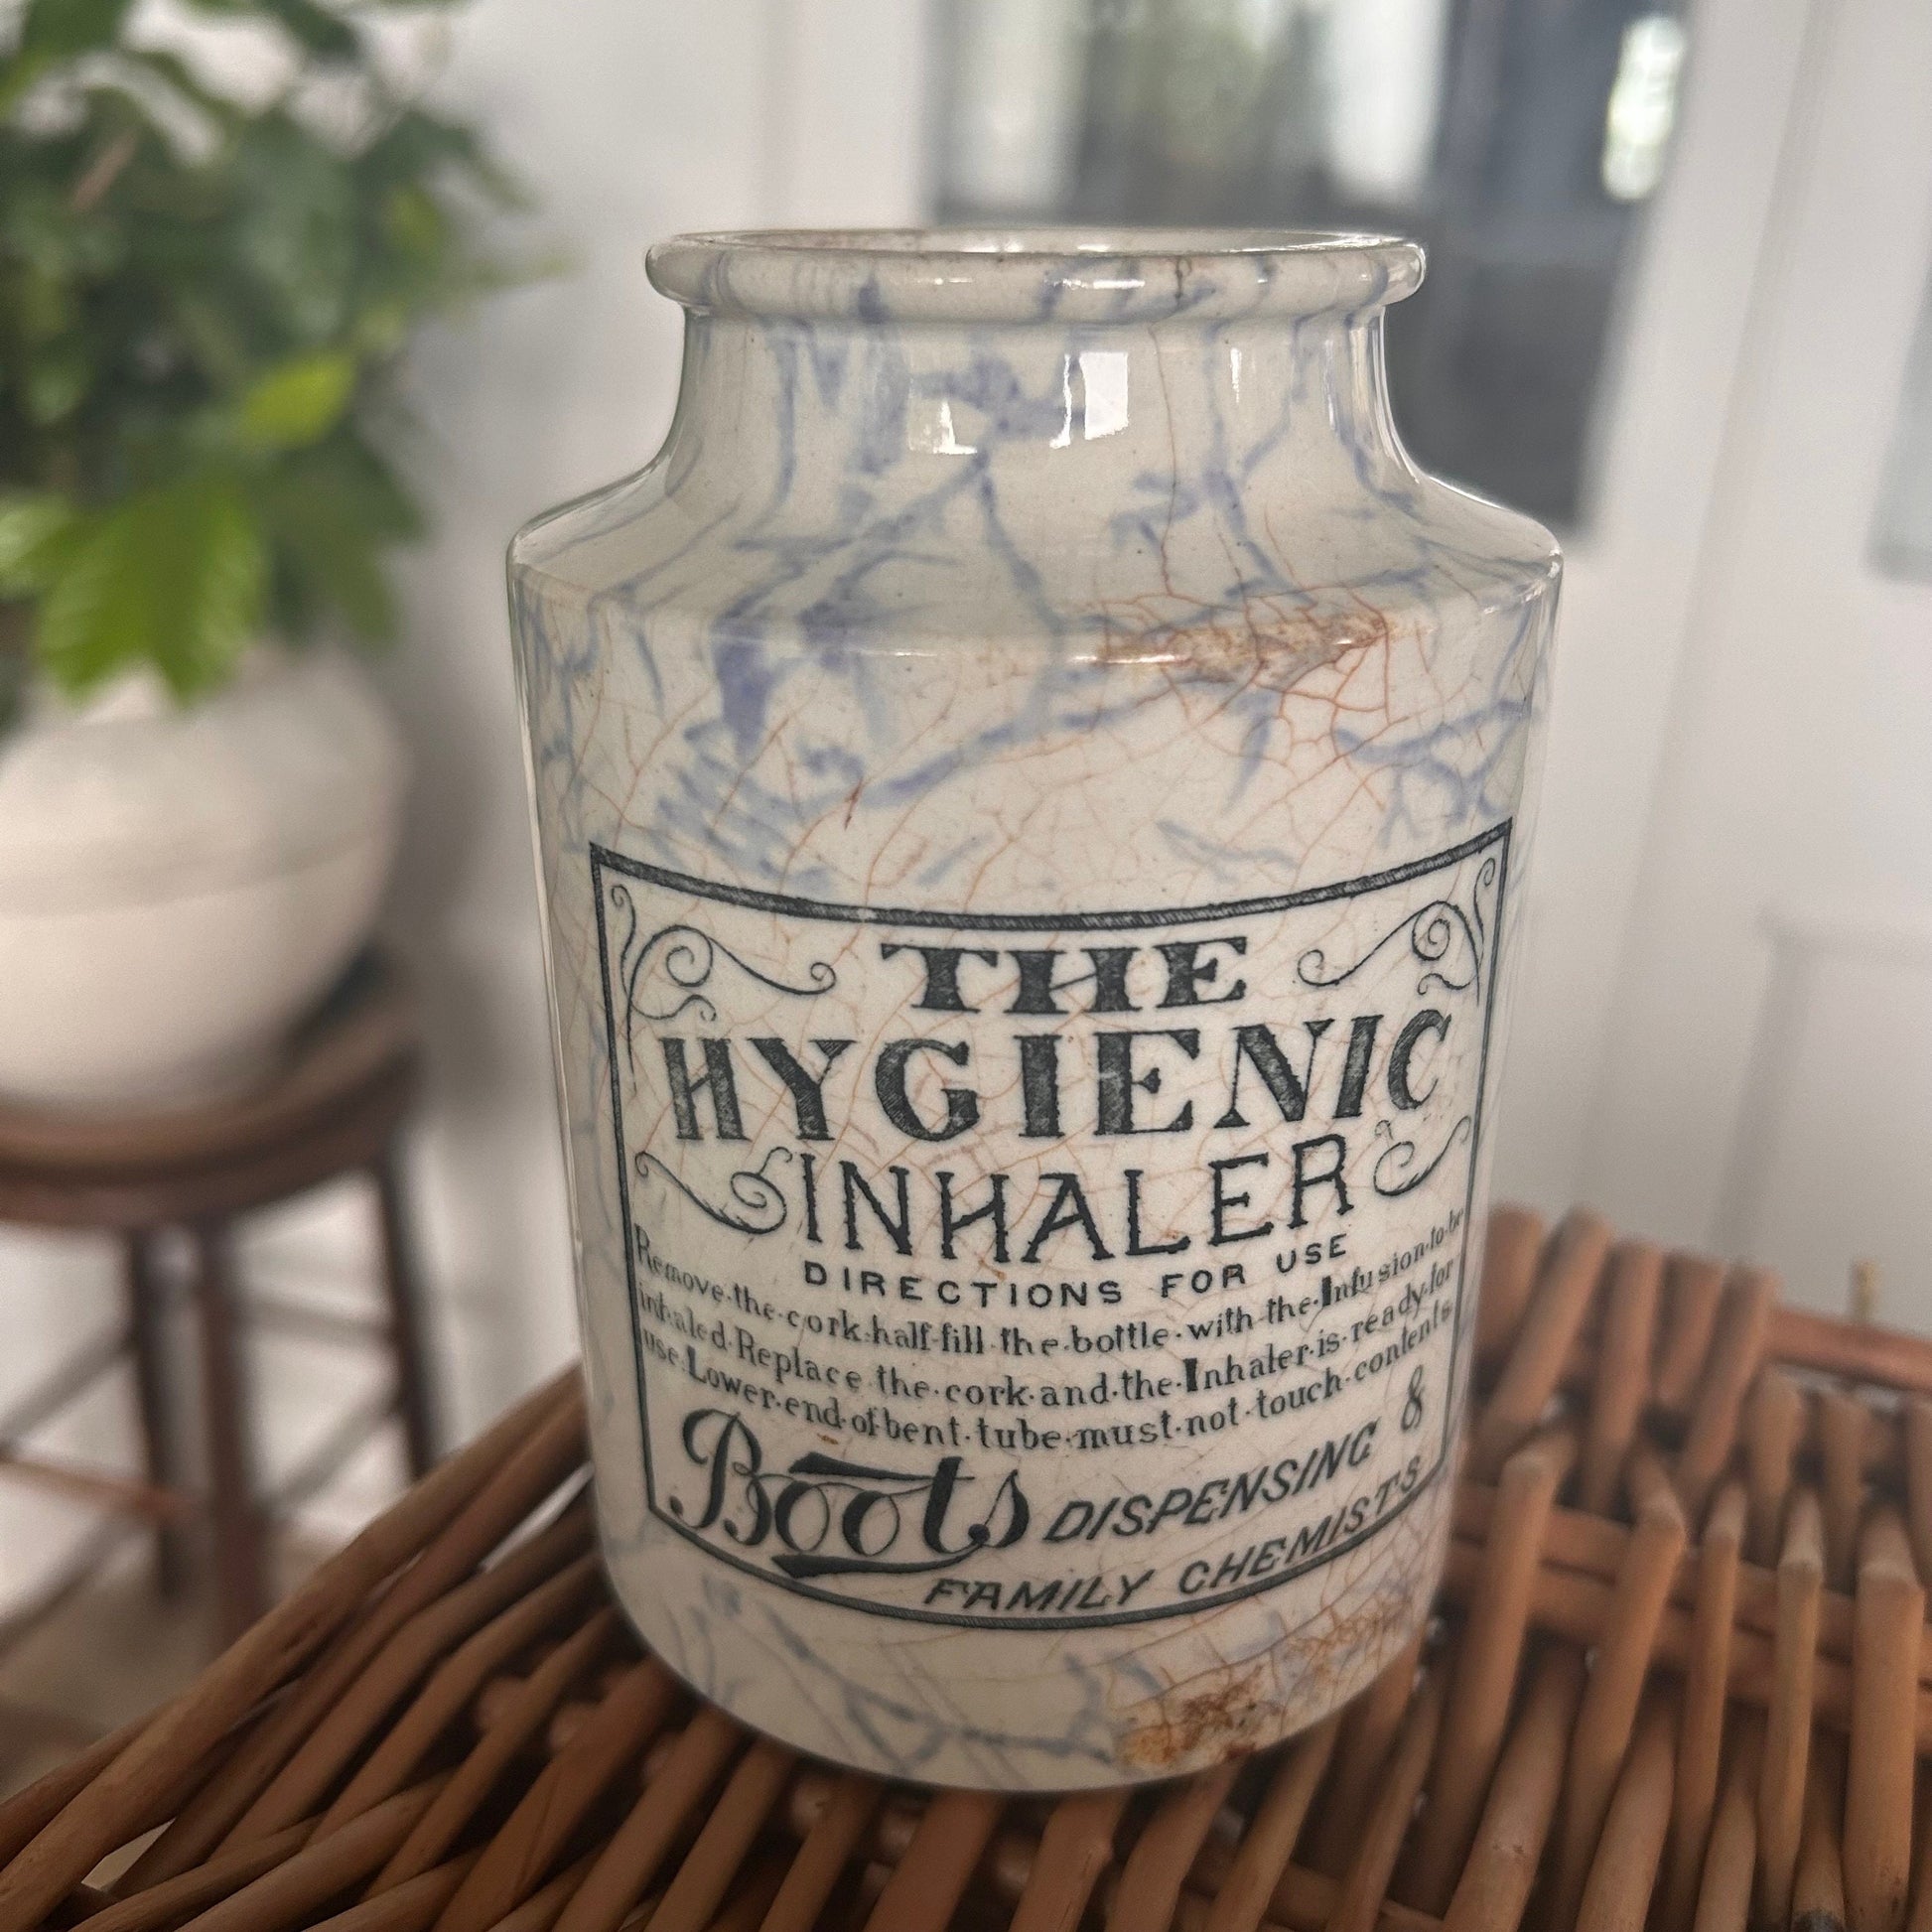 THE
HYGIENIC
INHALER
DIRECTIONS FOR USE
Remove·the·cork·half·fill·the·bottle·with·the·Infusion·to·be
inhaled·Replace·the·cork·and·the·Inhaler·is·ready·for
use·Lower·end·of·bent·tube·must·not·touch·contents
Boots DISPENSING &
FAMILY CHEMISTS